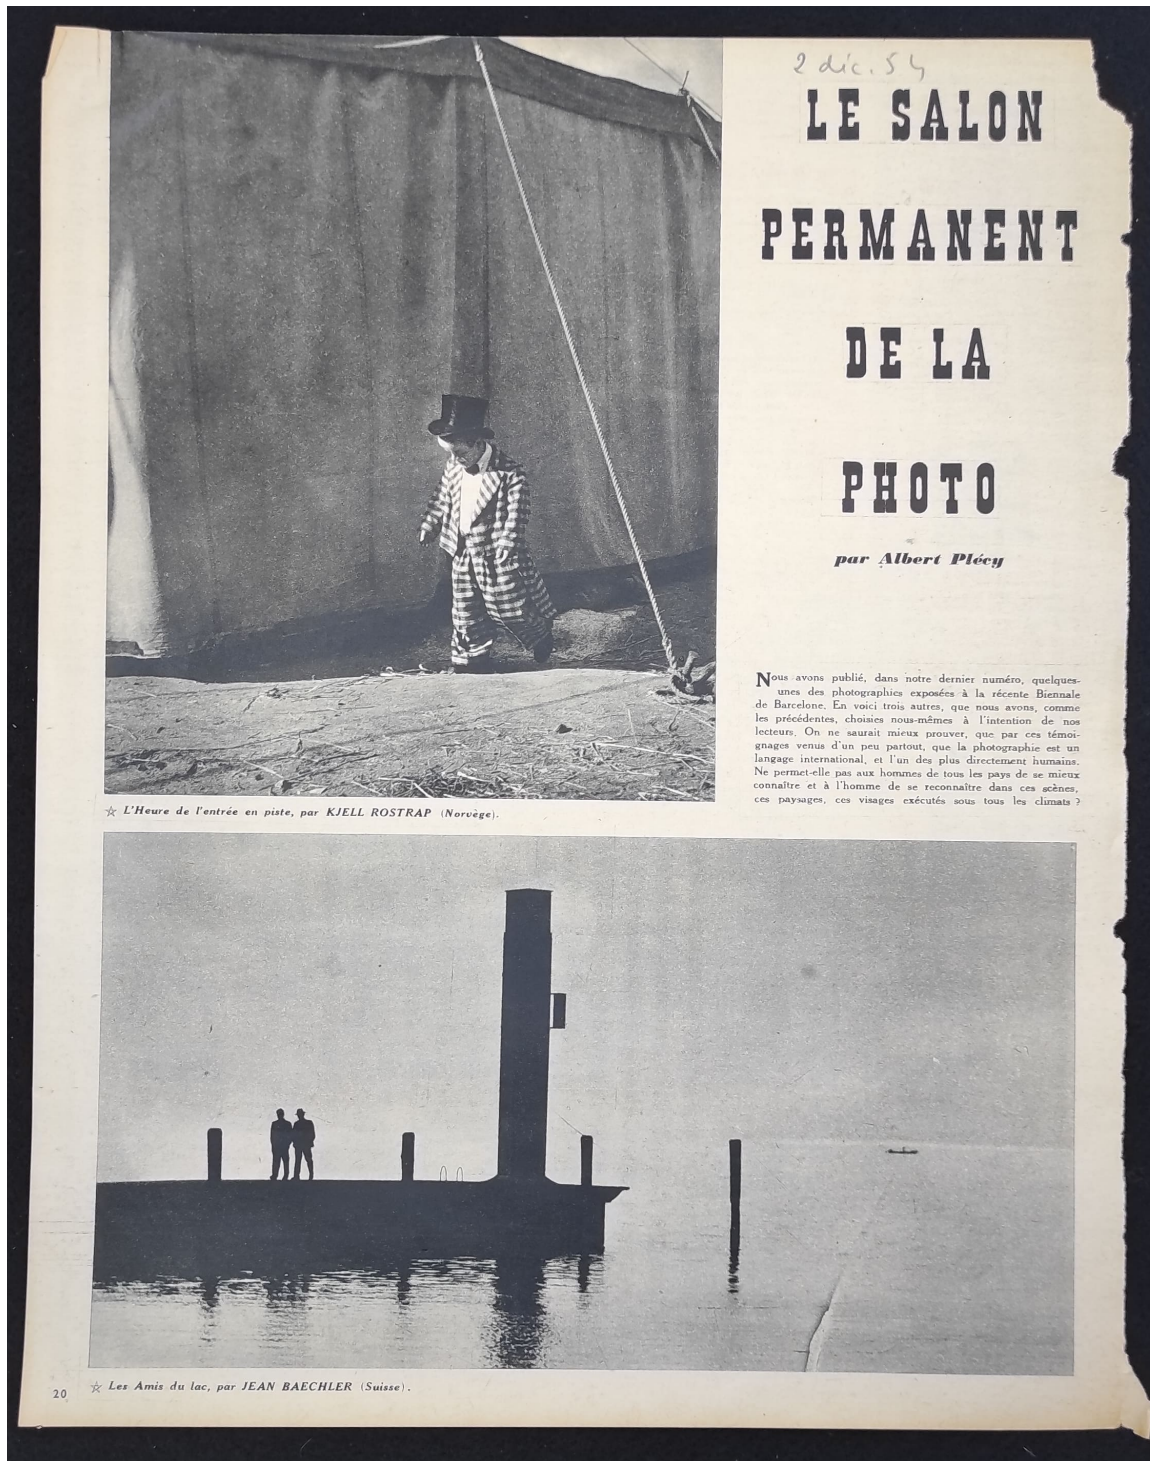 2 dic. 54
LE SALON
PERMANENT
DE LA
PHOTO
par Albert Plécy
Nous avons publié, dans notre dernier numéro, quelques-
unes des photographies exposées à la récente Biennale
de Barcelone. En voici trois autres, que nous avons, comme
les précédentes, choisies nous-mêmes à l'intention de nos
lecteurs. On ne saurait mieux prouver, que par ces témoi-
gnages venus d'un peu partout, que la photographie est un
langage international, et l'un des plus directement humains.
Ne permet-elle pas aux hommes de tous les pays de se mieux
connaître et à l'homme de se reconnaître dans ces scènes,
ces paysages, ces visages exécutés sous tous les climats ?
☆ L'Heure de l'entrée en piste, par KJELL ROSTRAP (Norvège).
☆ Les Amis du lac, par JEAN BAECHLER (Suisse).
20